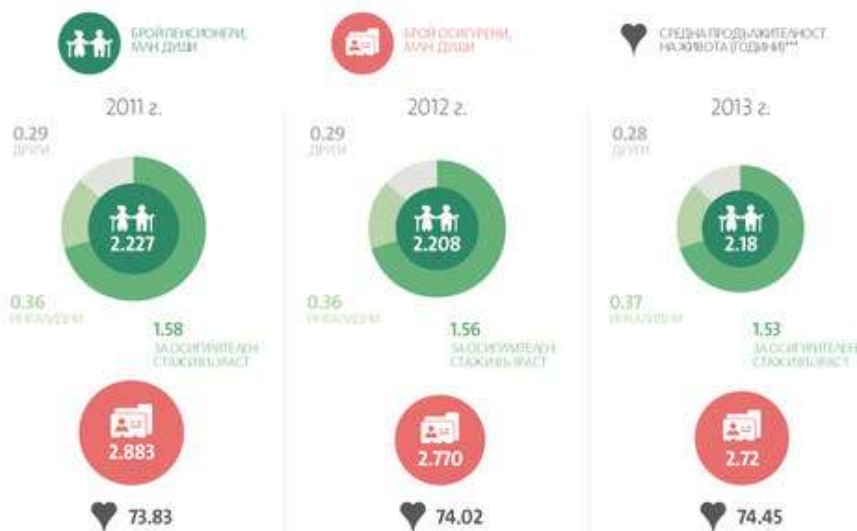 БРОЙ ПЕНСИОНЕРИ,
МЛН. ДУШИ
БРОЙ ОСИГУРЕНИ,
МЛН. ДУШИ
СРЕДНА ПРОДЪЛЖИТЕЛНОСТ
НА ЖИВОТА (ГОДИНИ)***
2011 г.
0.29
ДРУГИ
2.227
0.36
ИНВАЛИДНИ
1.58
ЗА ОСИГУРИТЕЛЕН
СТАЖ И ВЪЗРАСТ
2.883
73.83
2012 г.
0.29
ДРУГИ
2.208
0.36
ИНВАЛИДНИ
1.56
ЗА ОСИГУРИТЕЛЕН
СТАЖ И ВЪЗРАСТ
2.770
74.02
2013 г.
0.28
ДРУГИ
2.18
0.37
ИНВАЛИДНИ
1.53
ЗА ОСИГУРИТЕЛЕН
СТАЖ И ВЪЗРАСТ
2.72
74.45